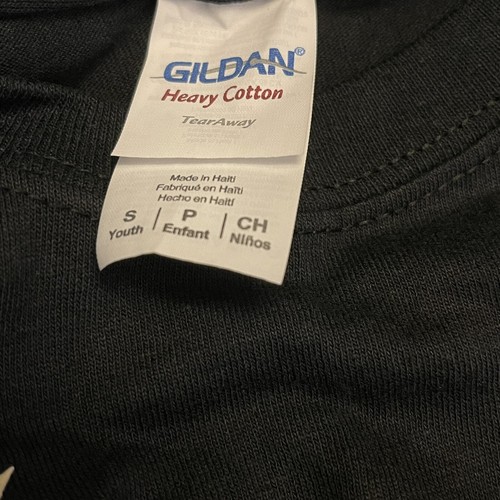 GILDAN®
Heavy Cotton
TearAway
Made in Haiti
Fabriqué en Haïti
Hecho en Haití
S | P | CH
Youth | Enfant | Niños